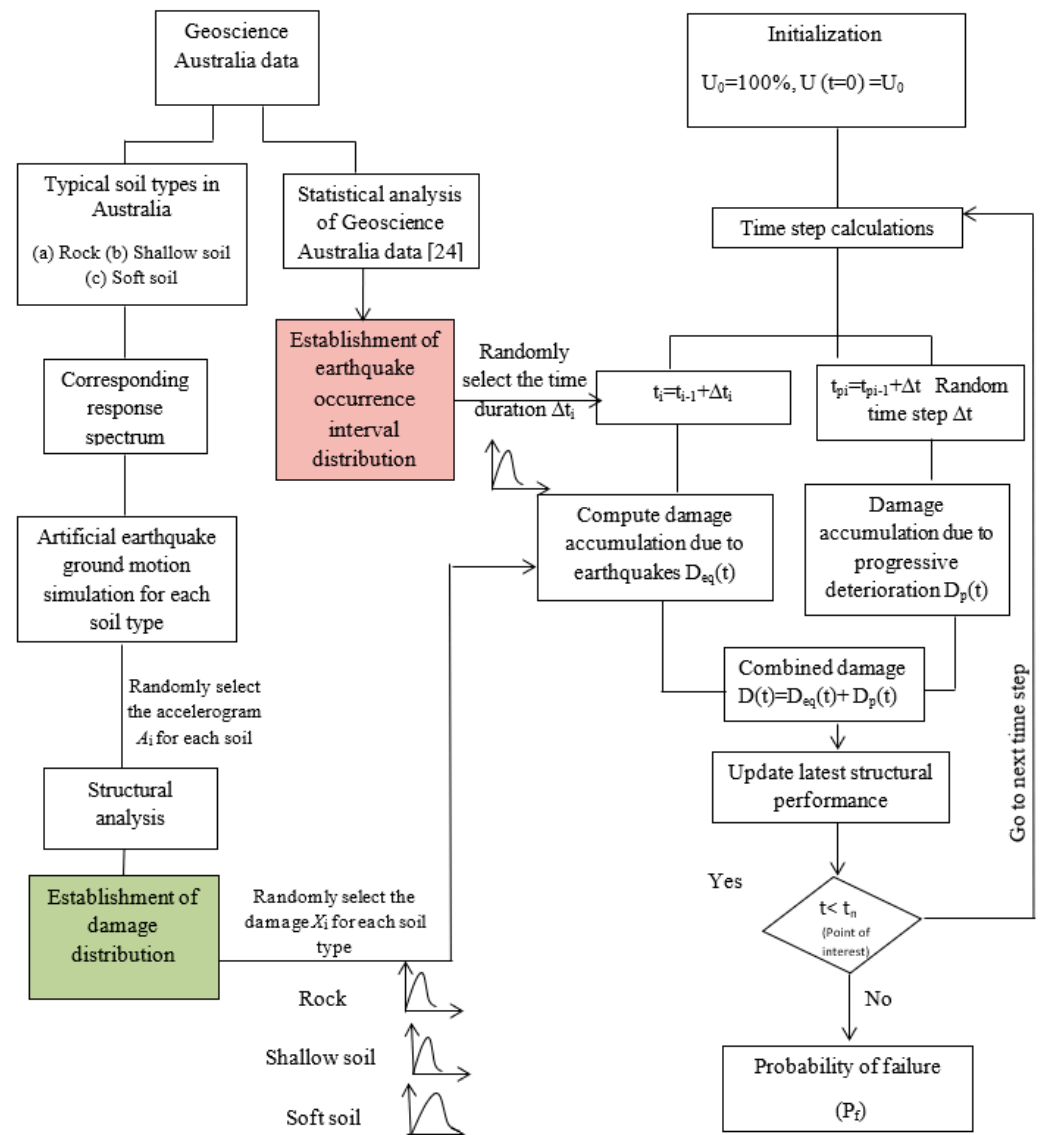 Geoscience
Australia data
Typical soil types in
Australia
(a) Rock (b) Shallow soil
(c) Soft soil
Statistical analysis
of Geoscience
Australia data [24]
Corresponding
response
spectrum
Establishment of
earthquake
occurrence
interval
distribution
Randomly
select the time
duration Δtᵢ
Artificial earthquake
ground motion
simulation for each
soil type
Randomly select
the accelerogram
Aᵢ for each soil
Structural
analysis
Establishment of
damage
distribution
Randomly select the
damage Xᵢ for each soil
type
Rock
Shallow soil
Soft soil
Initialization
U₀=100%, U (t=0) =U₀
Time step calculations
tᵢ=tᵢ₋₁+Δtᵢ
tₚᵢ=tₚᵢ₋₁+Δt Random
time step Δt
Compute damage
accumulation due to
earthquakes Deq(t)
Damage
accumulation due to
progressive
deterioration Dₚ(t)
Combined damage
D(t)=Deq(t)+ Dₚ(t)
Update latest structural
performance
Yes
t< tₙ
(Point of
interest)
Go to next time step
No
Probability of failure
(Pf)